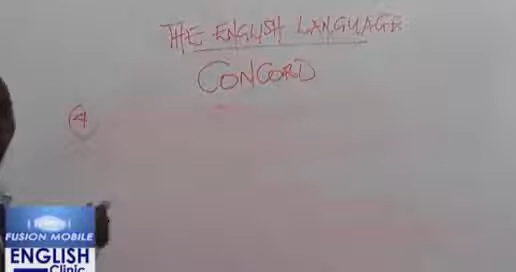 THE ENGLISH LANGUAGE
CONCORD
4
FUSION MOBILE
ENGLISH
Clinic